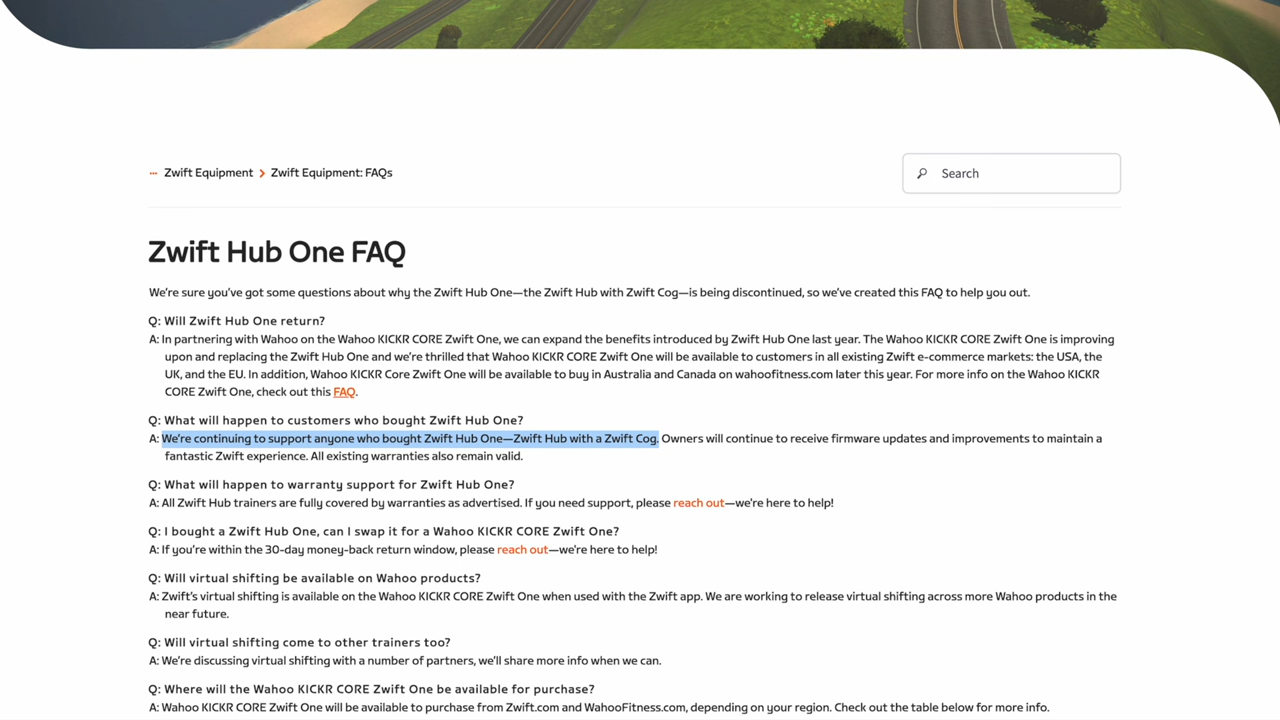 ··· Zwift Equipment > Zwift Equipment: FAQs
Search
Zwift Hub One FAQ
We're sure you've got some questions about why the Zwift Hub One—the Zwift Hub with Zwift Cog—is being discontinued, so we've created this FAQ to help you out.
Q: Will Zwift Hub One return?
A: In partnering with Wahoo on the Wahoo KICKR CORE Zwift One, we can expand the benefits introduced by Zwift Hub One last year. The Wahoo KICKR CORE Zwift One is improving
upon and replacing the Zwift Hub One and we're thrilled that Wahoo KICKR CORE Zwift One will be available to customers in all existing Zwift e-commerce markets: the USA, the
UK, and the EU. In addition, Wahoo KICKR Core Zwift One will be available to buy in Australia and Canada on wahoofitness.com later this year. For more info on the Wahoo KICKR
CORE Zwift One, check out this FAQ.
Q: What will happen to customers who bought Zwift Hub One?
A: We're continuing to support anyone who bought Zwift Hub One—Zwift Hub with a Zwift Cog. Owners will continue to receive firmware updates and improvements to maintain a
fantastic Zwift experience. All existing warranties also remain valid.
Q: What will happen to warranty support for Zwift Hub One?
A: All Zwift Hub trainers are fully covered by warranties as advertised. If you need support, please reach out—we're here to help!
Q: I bought a Zwift Hub One, can I swap it for a Wahoo KICKR CORE Zwift One?
A: If you're within the 30-day money-back return window, please reach out—we're here to help!
Q: Will virtual shifting be available on Wahoo products?
A: Zwift's virtual shifting is available on the Wahoo KICKR CORE Zwift One when used with the Zwift app. We are working to release virtual shifting across more Wahoo products in the
near future.
Q: Will virtual shifting come to other trainers too?
A: We're discussing virtual shifting with a number of partners, we'll share more info when we can.
Q: Where will the Wahoo KICKR CORE Zwift One be available for purchase?
A: Wahoo KICKR CORE Zwift One will be available to purchase from Zwift.com and WahooFitness.com, depending on your region. Check out the table below for more info.